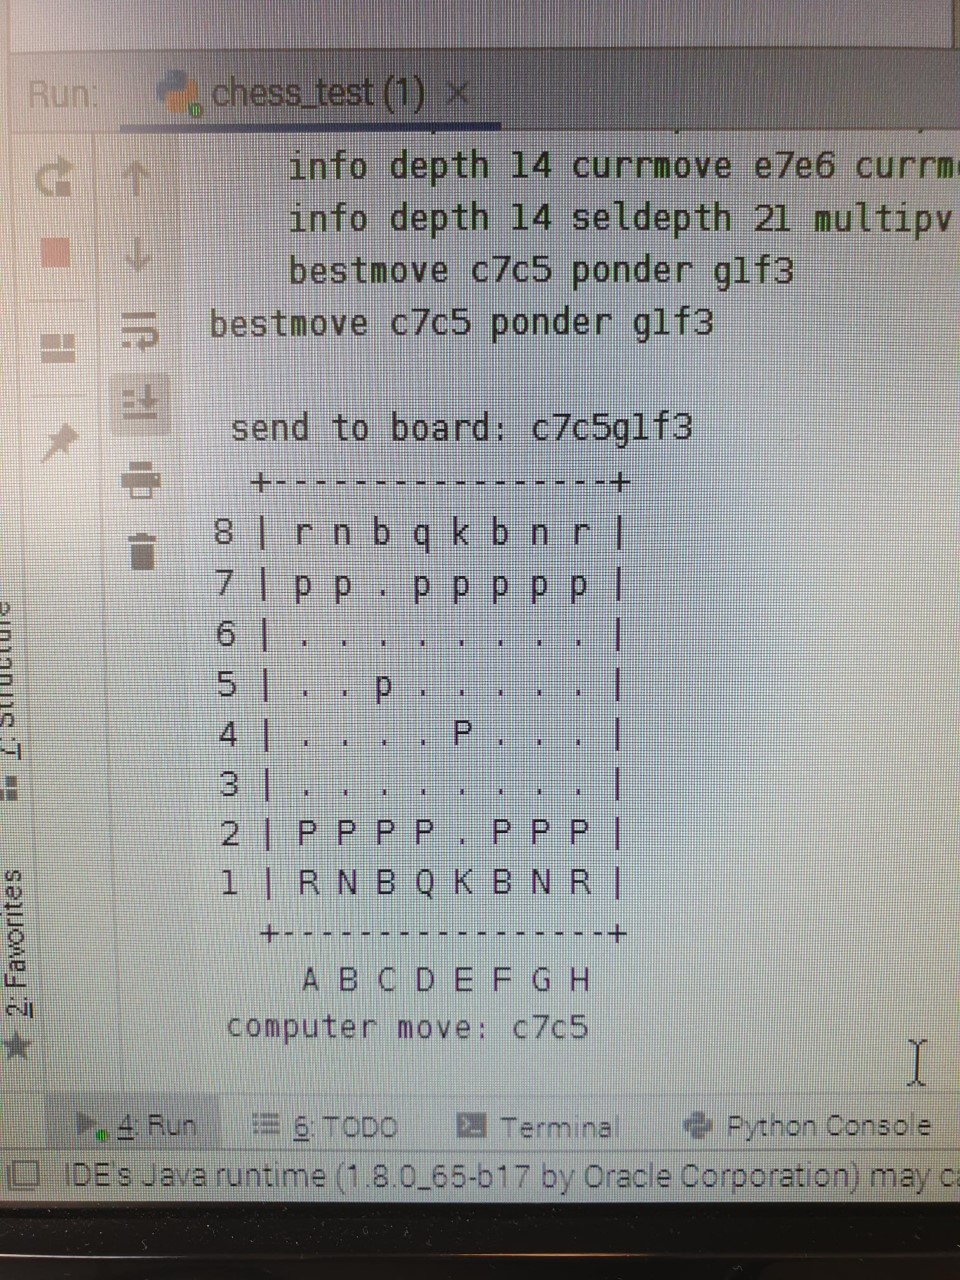 Run: chess_test (1) ×
info depth 14 currmove e7e6 currm
info depth 14 seldepth 21 multipv
bestmove c7c5 ponder g1f3
bestmove c7c5 ponder g1f3
send to board: c7c5g1f3
+-----------------+
8 | r n b q k b n r |
7 | p p . p p p p p |
6 | . . . . . . . . |
5 | . . p . . . . . |
4 | . . . . P . . . |
3 | . . . . . . . . |
2 | P P P P . P P P |
1 | R N B Q K B N R |
+-----------------+
A B C D E F G H
computer move: c7c5
7: Structure
2: Favorites
4: Run 6: TODO Terminal Python Console
IDE's Java runtime (1.8.0_65-b17 by Oracle Corporation) may ca